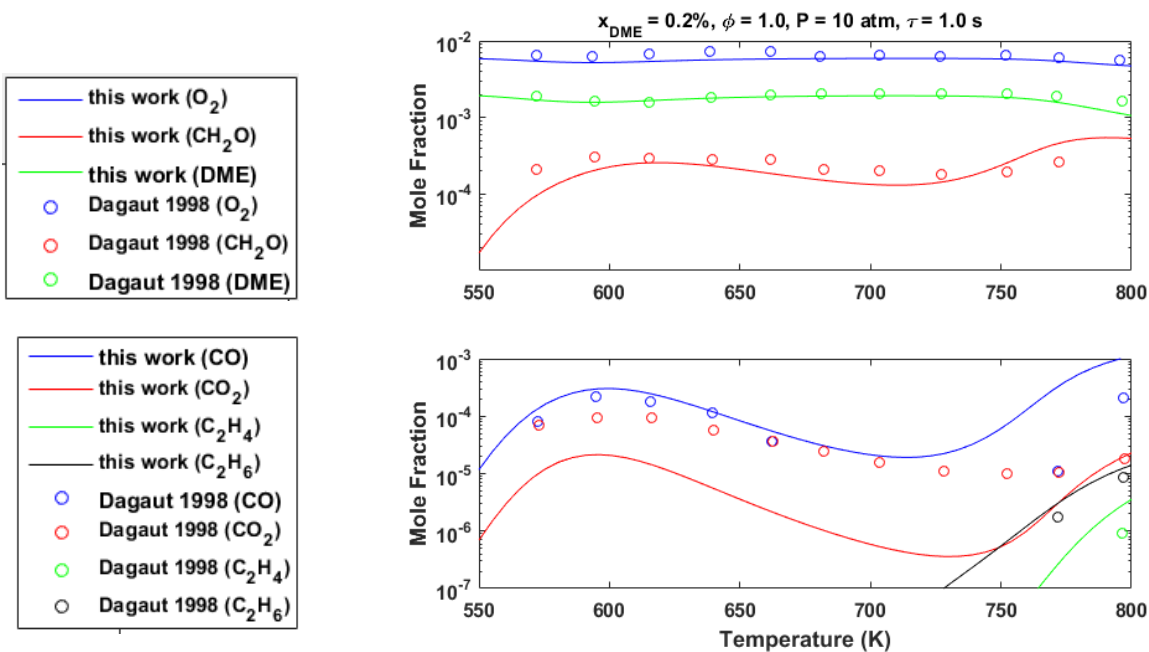 x_DME = 0.2%, ϕ = 1.0, P = 10 atm, τ = 1.0 s
this work (O₂)
this work (CH₂O)
this work (DME)
Dagaut 1998 (O₂)
Dagaut 1998 (CH₂O)
Dagaut 1998 (DME)
10⁻²
10⁻³
10⁻⁴
Mole Fraction
550 600 650 700 750 800
this work (CO)
this work (CO₂)
this work (C₂H₄)
this work (C₂H₆)
Dagaut 1998 (CO)
Dagaut 1998 (CO₂)
Dagaut 1998 (C₂H₄)
Dagaut 1998 (C₂H₆)
10⁻³
10⁻⁴
10⁻⁵
10⁻⁶
10⁻⁷
Mole Fraction
550 600 650 700 750 800
Temperature (K)